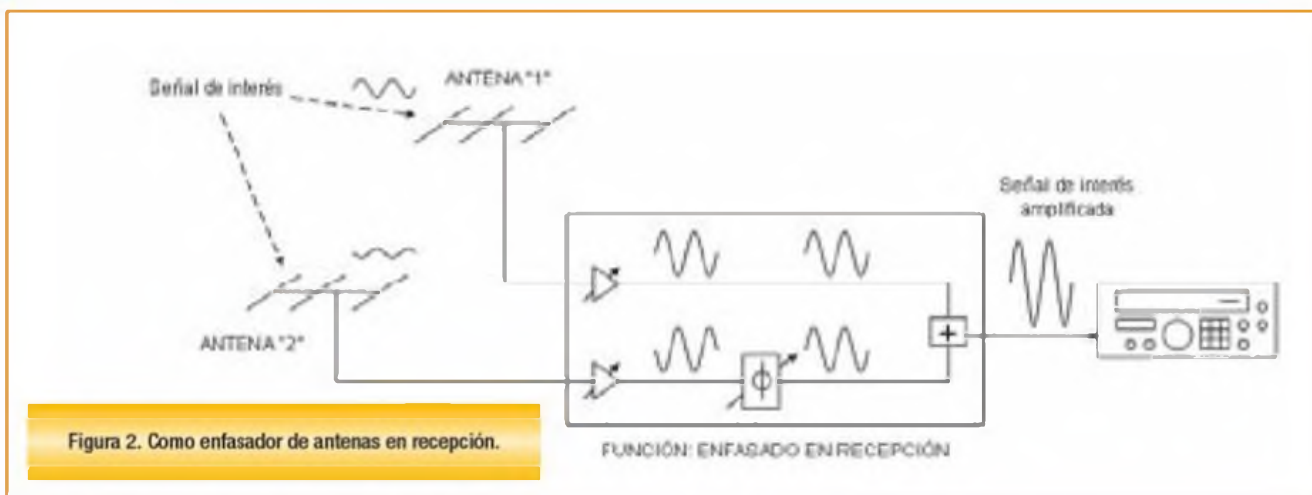 Señal de interés
ANTENA "1"
ANTENA "2"
Señal de interés
amplificada
+
ϕ
Figura 2. Como enfasador de antenas en recepción.
FUNCIÓN: ENFASADO EN RECEPCIÓN